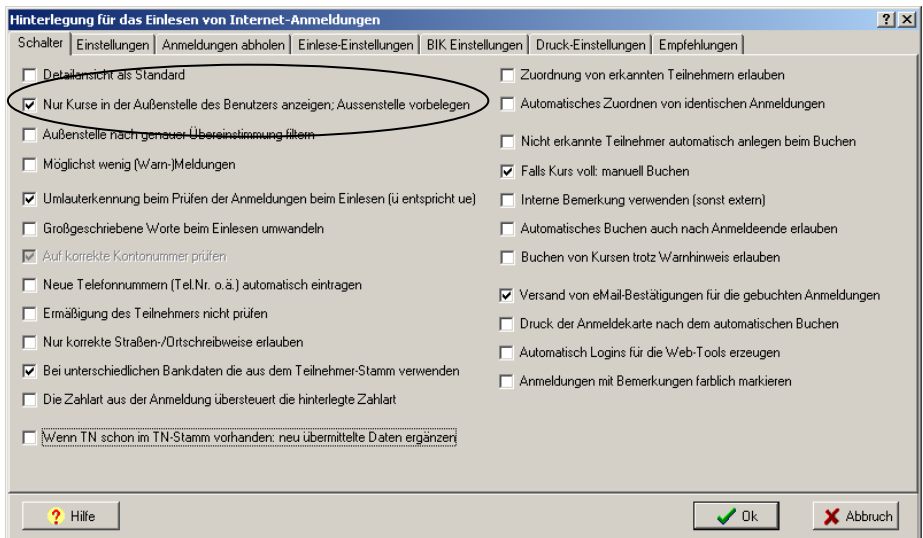 Hinterlegung für das Einlesen von Internet-Anmeldungen
Schalter Einstellungen Anmeldungen abholen Einlese-Einstellungen BIK Einstellungen Druck-Einstellungen Empfehlungen
Detailansicht als Standard
Nur Kurse in der Außenstelle des Benutzers anzeigen; Aussenstelle vorbelegen
Außenstelle nach genauer Übereinstimmung filtern
Möglichst wenig (Warn-)Meldungen
Umlauterkennung beim Prüfen der Anmeldungen beim Einlesen (ü entspricht ue)
Großgeschriebene Worte beim Einlesen umwandeln
Auf korrekte Kontonummer prüfen
Neue Telefonnummern (Tel.Nr. o.ä.) automatisch eintragen
Ermäßigung des Teilnehmers nicht prüfen
Nur korrekte Straßen-/Ortschreibweise erlauben
Bei unterschiedlichen Bankdaten die aus dem Teilnehmer-Stamm verwenden
Die Zahlart aus der Anmeldung übersteuert die hinterlegte Zahlart
Wenn TN schon im TN-Stamm vorhanden: neu übermittelte Daten ergänzen
Zuordnung von erkannten Teilnehmern erlauben
Automatisches Zuordnen von identischen Anmeldungen
Nicht erkannte Teilnehmer automatisch anlegen beim Buchen
Falls Kurs voll: manuell Buchen
Interne Bemerkung verwenden (sonst extern)
Automatisches Buchen auch nach Anmeldeende erlauben
Buchen von Kursen trotz Warnhinweis erlauben
Versand von eMail-Bestätigungen für die gebuchten Anmeldungen
Druck der Anmeldekarte nach dem automatischen Buchen
Automatisch Logins für die Web-Tools erzeugen
Anmeldungen mit Bemerkungen farblich markieren
? Hilfe
Ok
Abbruch